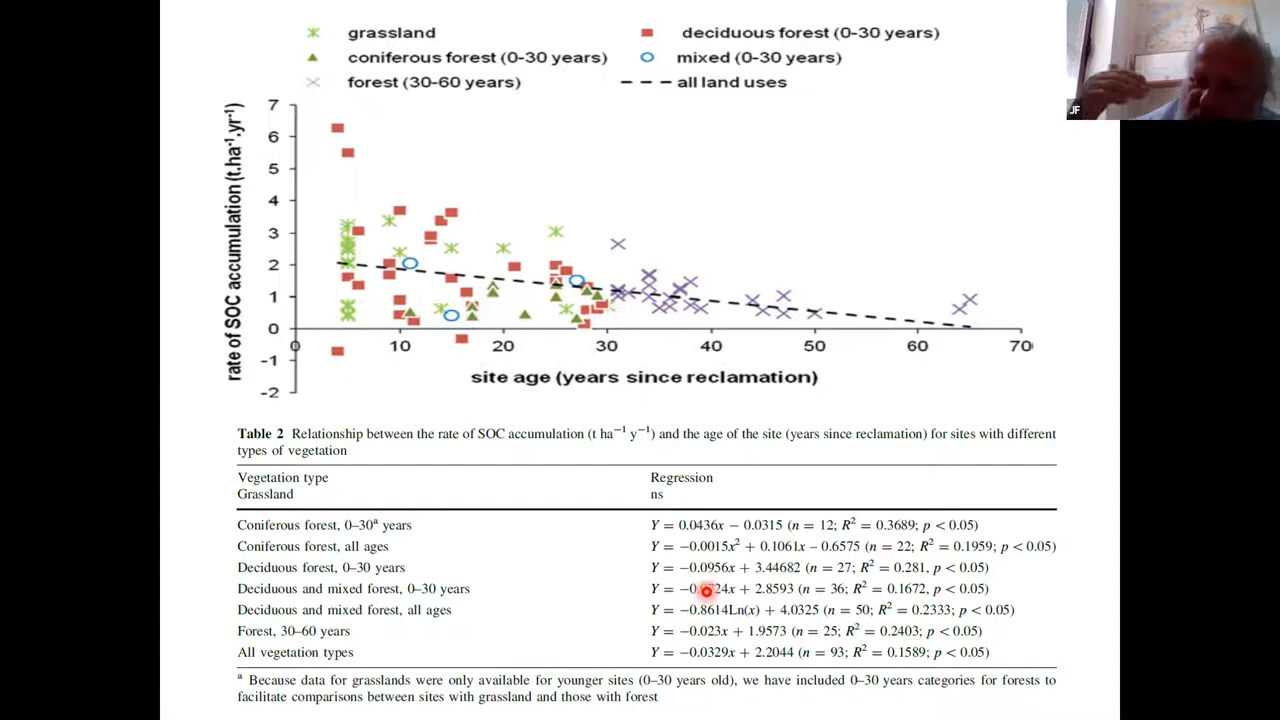 grassland
deciduous forest (0-30 years)
coniferous forest (0-30 years)
mixed (0-30 years)
forest (30-60 years)
all land uses
rate of SOC accumulation (t.ha⁻¹.yr⁻¹)
7
6
5
4
3
2
1
0
-1
-2
0 10 20 30 40 50 60 70
site age (years since reclamation)
JF
Table 2 Relationship between the rate of SOC accumulation (t ha⁻¹ y⁻¹) and the age of the site (years since reclamation) for sites with different
types of vegetation
Vegetation type Regression
Grassland ns
Coniferous forest, 0–30ᵃ years Y = 0.0436x − 0.0315 (n = 12; R² = 0.3689; p < 0.05)
Coniferous forest, all ages Y = −0.0015x² + 0.1061x − 0.6575 (n = 22; R² = 0.1959; p < 0.05)
Deciduous forest, 0–30 years Y = −0.0956x + 3.44682 (n = 27; R² = 0.281, p < 0.05)
Deciduous and mixed forest, 0–30 years Y = + 2.8593 (n = 36; R² = 0.1672, p < 0.05)
Deciduous and mixed forest, all ages Y = −0.8614Ln(x) + 4.0325 (n = 50; R² = 0.2333; p < 0.05)
Forest, 30–60 years Y = −0.023x + 1.9573 (n = 25; R² = 0.2403; p < 0.05)
All vegetation types Y = −0.0329x + 2.2044 (n = 93; R² = 0.1589; p < 0.05)
ᵃ Because data for grasslands were only available for younger sites (0–30 years old), we have included 0–30 years categories for forests to
facilitate comparisons between sites with grassland and those with forest